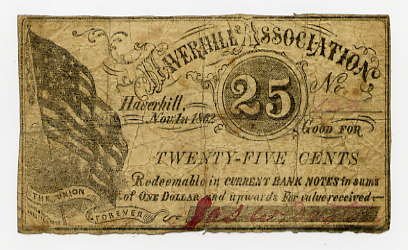 HAVERHILL ASSOCIATION
25
No
Haverhill,
Nov. 1st 1862
GOOD FOR
TWENTY-FIVE CENTS
Redeemable in CURRENT BANK NOTES in sums
of ONE DOLLAR and upwards For value received
THE UNION
FOREVER